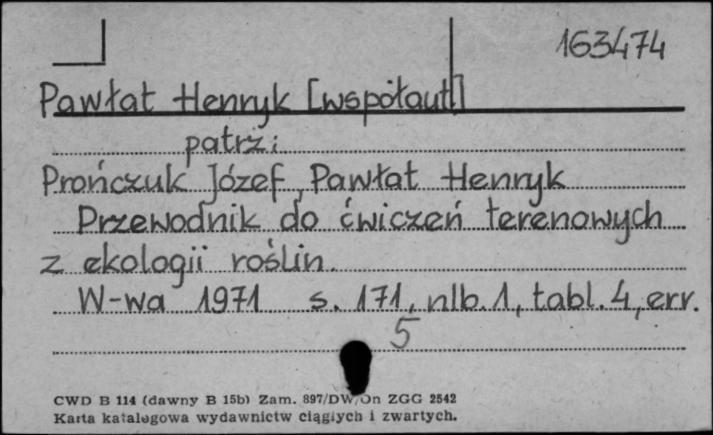 163474
Pawłat Henryk [współaut.]
patrz:
Prończuk Józef, Pawłat Henryk
Przewodnik do ćwiczeń terenowych
z ekologii roślin.
W-wa 1971 s. 171, nlb. 1, tabl. 4, err.
5
CWD B 114 (dawny B 15b) Zam. 897/DW/On ZGG 2542
Karta katalogowa wydawnictw ciągłych i zwartych.